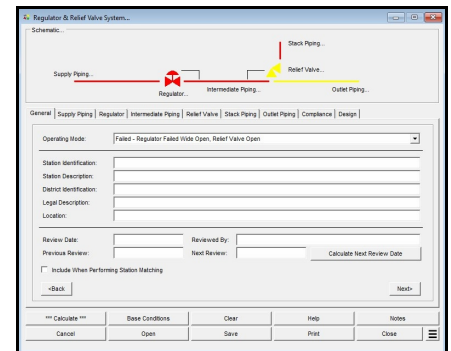 Regulator & Relief Valve System...
Schematic...
Stack Piping...
Supply Piping...
Relief Valve...
Regulator...
Intermediate Piping...
Outlet Piping...
General Supply Piping Regulator Intermediate Piping Relief Valve Stack Piping Outlet Piping Compliance Design
Operating Mode: Failed - Regulator Failed Wide Open, Relief Valve Open
Station Identification:
Station Description:
District Identification:
Legal Description:
Location:
Review Date: Reviewed By:
Previous Review: Next Review: Calculate Next Review Date
Include When Performing Station Matching
<Back Next>
*** Calculate *** Base Conditions Clear Help Notes
Cancel Open Save Print Close